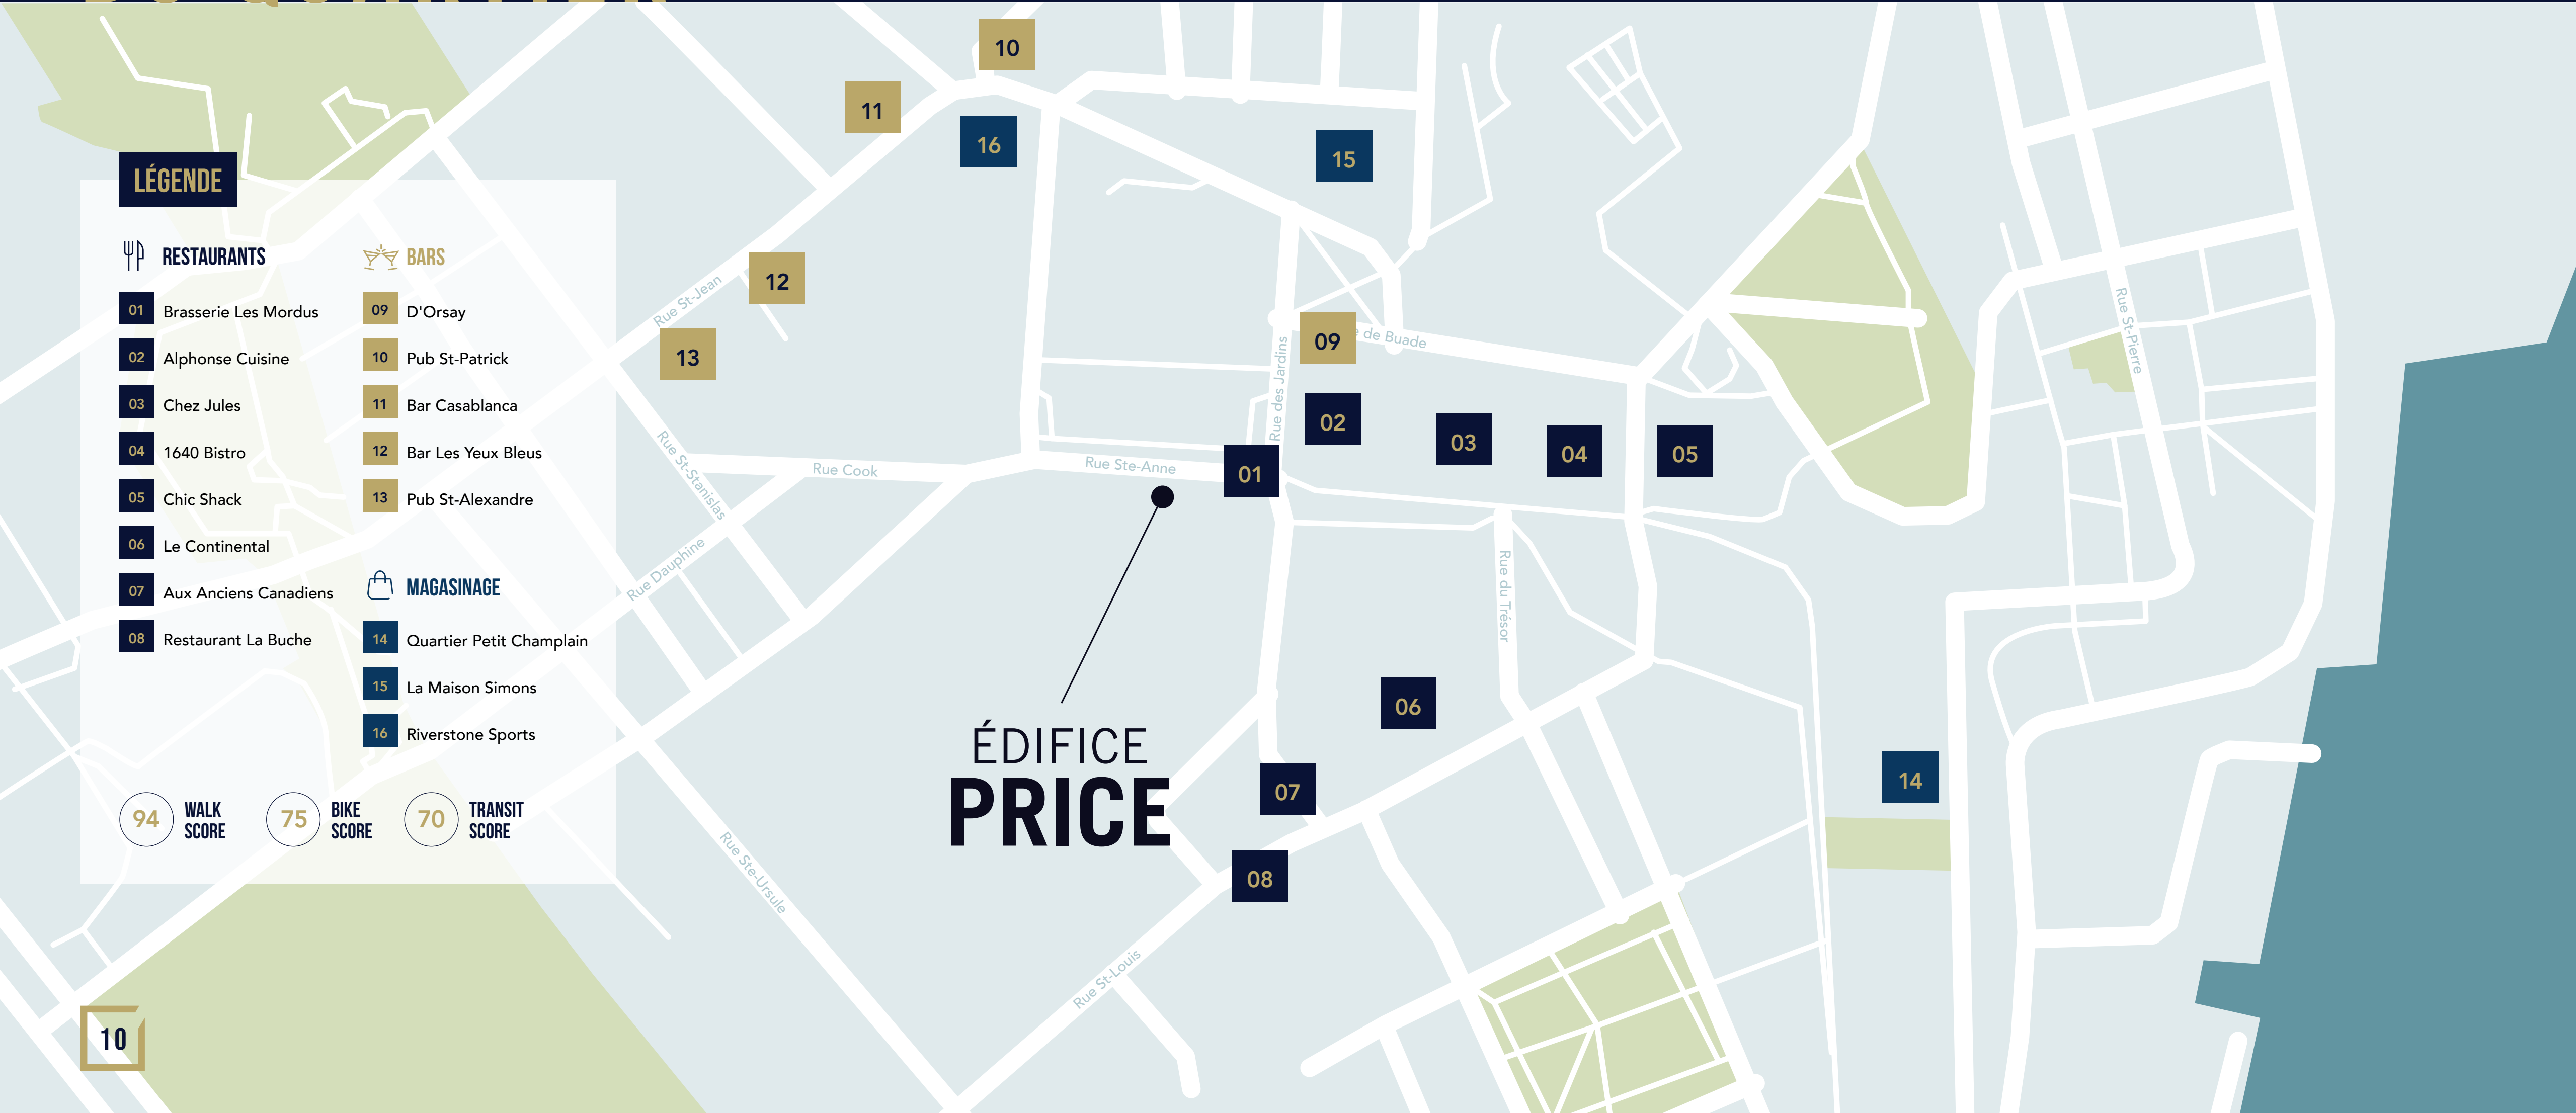 LÉGENDE
RESTAURANTS
01 Brasserie Les Mordus
02 Alphonse Cuisine
03 Chez Jules
04 1640 Bistro
05 Chic Shack
06 Le Continental
07 Aux Anciens Canadiens
08 Restaurant La Buche
BARS
09 D'Orsay
10 Pub St-Patrick
11 Bar Casablanca
12 Bar Les Yeux Bleus
13 Pub St-Alexandre
MAGASINAGE
14 Quartier Petit Champlain
15 La Maison Simons
16 Riverstone Sports
94 WALK
SCORE
75 BIKE
SCORE
70 TRANSIT
SCORE
10
10
11
16
15
12
13
Rue St-Jean
09
de Buade
Rue des Jardins
02
03
04
05
01
Rue Cook
Rue Ste-Anne
Rue St-Stanislas
Rue Dauphine
Rue du Trésor
Rue St-Pierre
06
ÉDIFICE
PRICE
07
08
14
Rue Ste-Ursule
Rue St-Louis